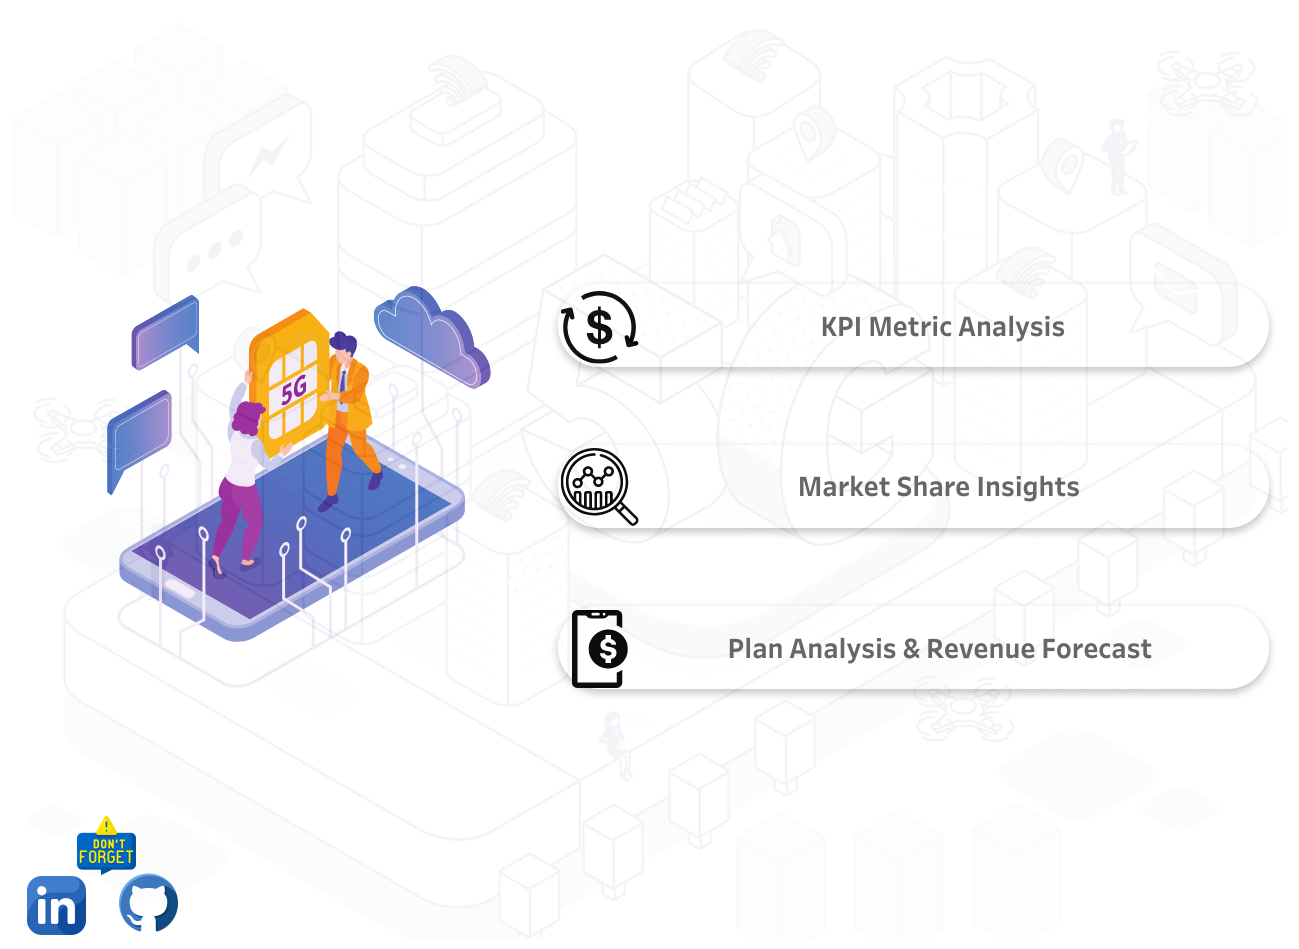 5G
KPI Metric Analysis
Market Share Insights
Plan Analysis & Revenue Forecast
DON'T
FORGET
in